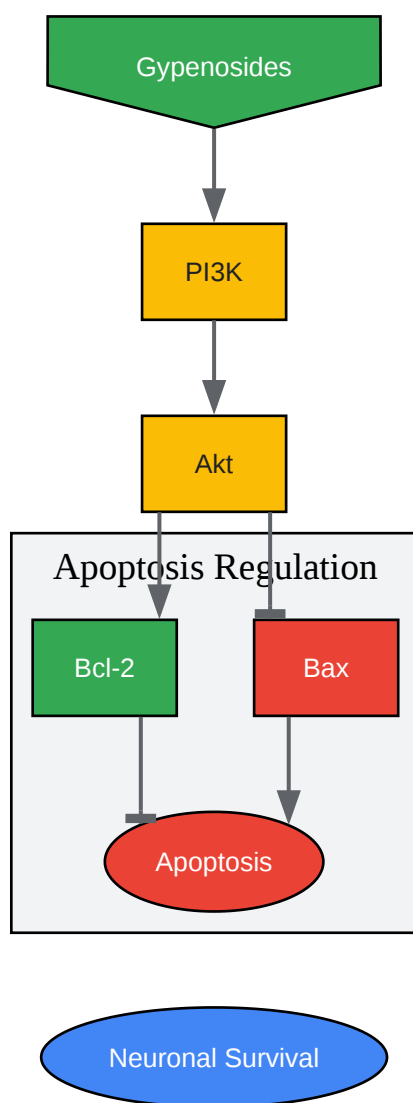 Gypenosides
PI3K
Akt
Apoptosis Regulation
Bcl-2
Bax
Apoptosis
Neuronal Survival